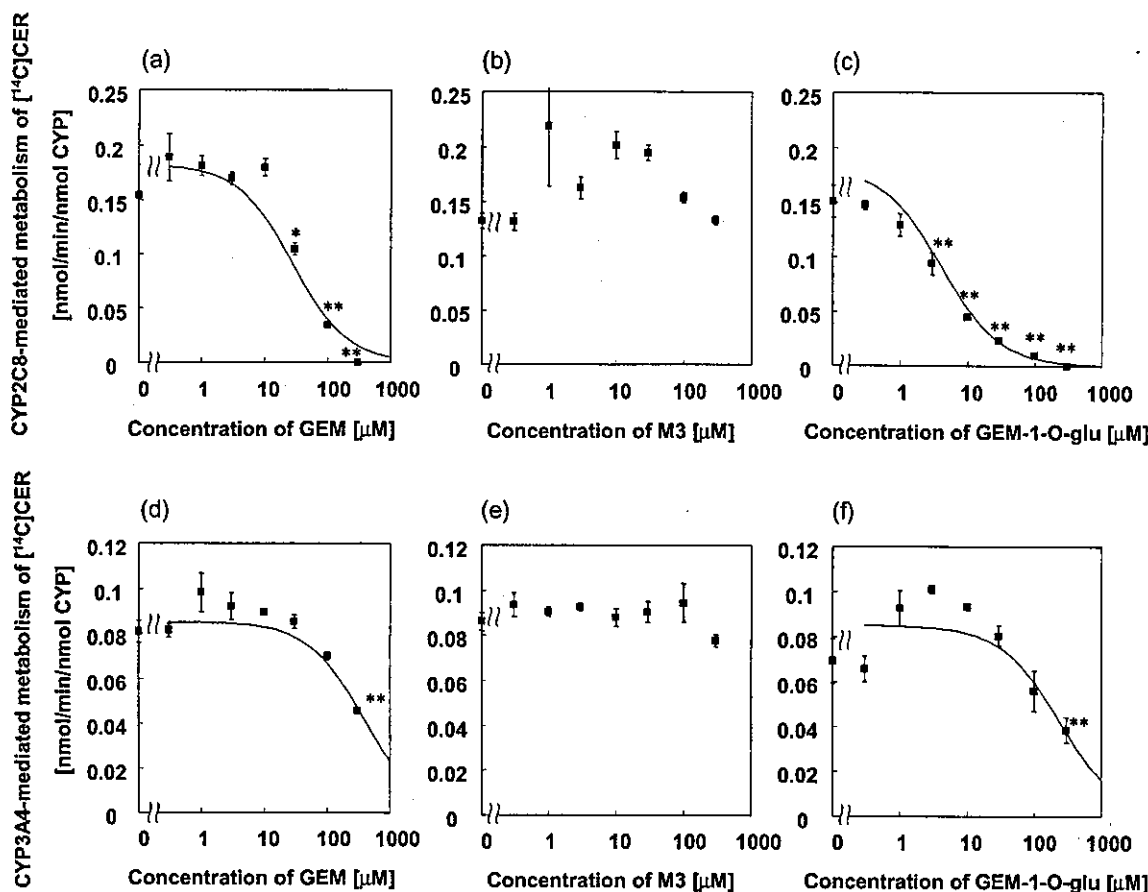 CYP2C8-mediated metabolism of [¹⁴C]CER
[nmol/min/nmol CYP]
(a)
0.25
0.2
0.15
0.1
0.05
0
*
**
**
0 1 10 100 1000
Concentration of GEM [μM]
(b)
0.25
0.2
0.15
0.1
0.05
0
0 1 10 100 1000
Concentration of M3 [μM]
(c)
0.25
0.2
0.15
0.1
0.05
0
**
**
**
**
**
0 1 10 100 1000
Concentration of GEM-1-O-glu [μM]
CYP3A4-mediated metabolism of [¹⁴C]CER
[nmol/min/nmol CYP]
(d)
0.12
0.1
0.08
0.06
0.04
0.02
0
**
0 1 10 100 1000
Concentration of GEM [μM]
(e)
0.12
0.1
0.08
0.06
0.04
0.02
0
0 1 10 100 1000
Concentration of M3 [μM]
(f)
0.12
0.1
0.08
0.06
0.04
0.02
0
**
0 1 10 100 1000
Concentration of GEM-1-O-glu [μM]